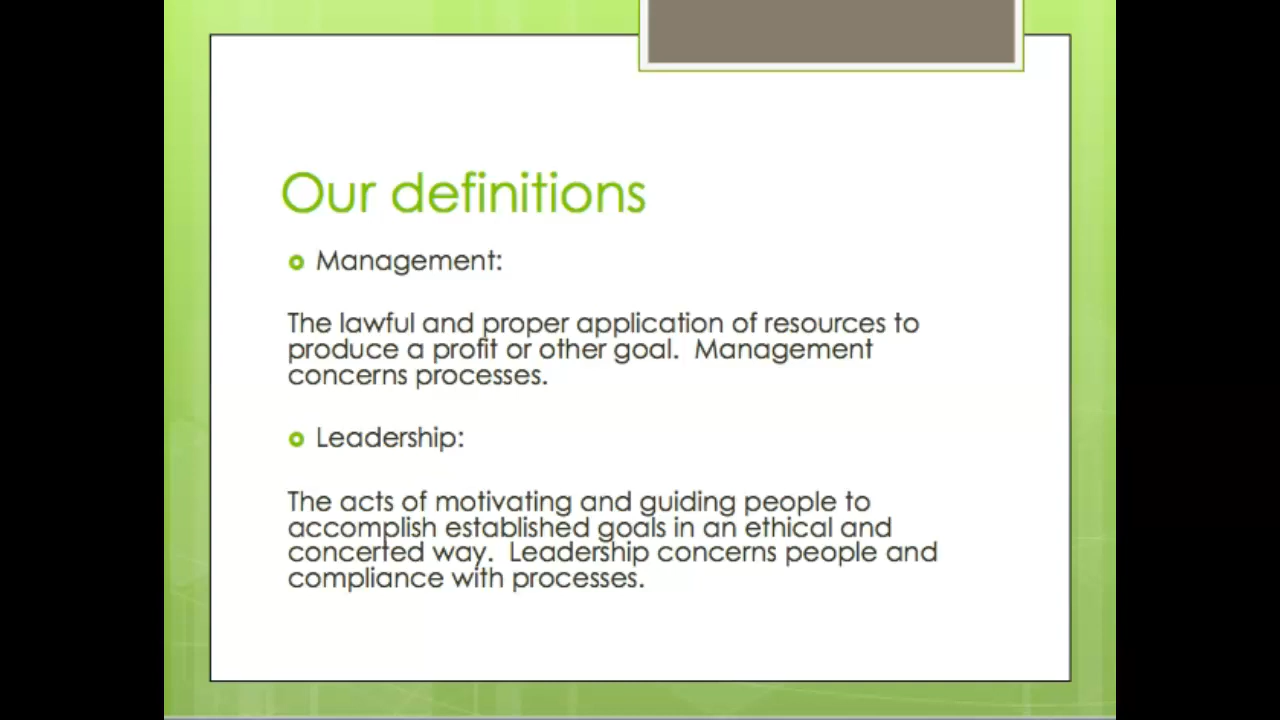 Our definitions
Management:
The lawful and proper application of resources to
produce a profit or other goal.  Management
concerns processes.
Leadership:
The acts of motivating and guiding people to
accomplish established goals in an ethical and
concerted way.  Leadership concerns people and
compliance with processes.